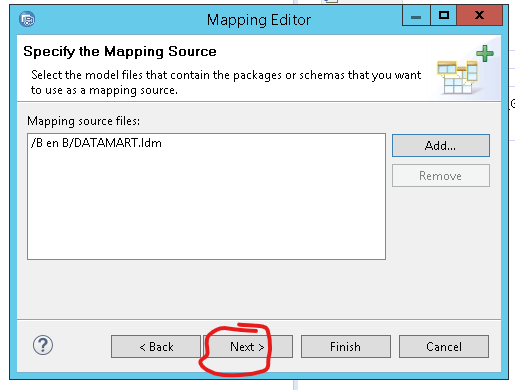 Mapping Editor
Specify the Mapping Source
Select the model files that contain the packages or schemas that you want
to use as a mapping source.
Mapping source files:
/B en B/DATAMART.ldm
Add...
Remove
< Back
Next >
Finish
Cancel